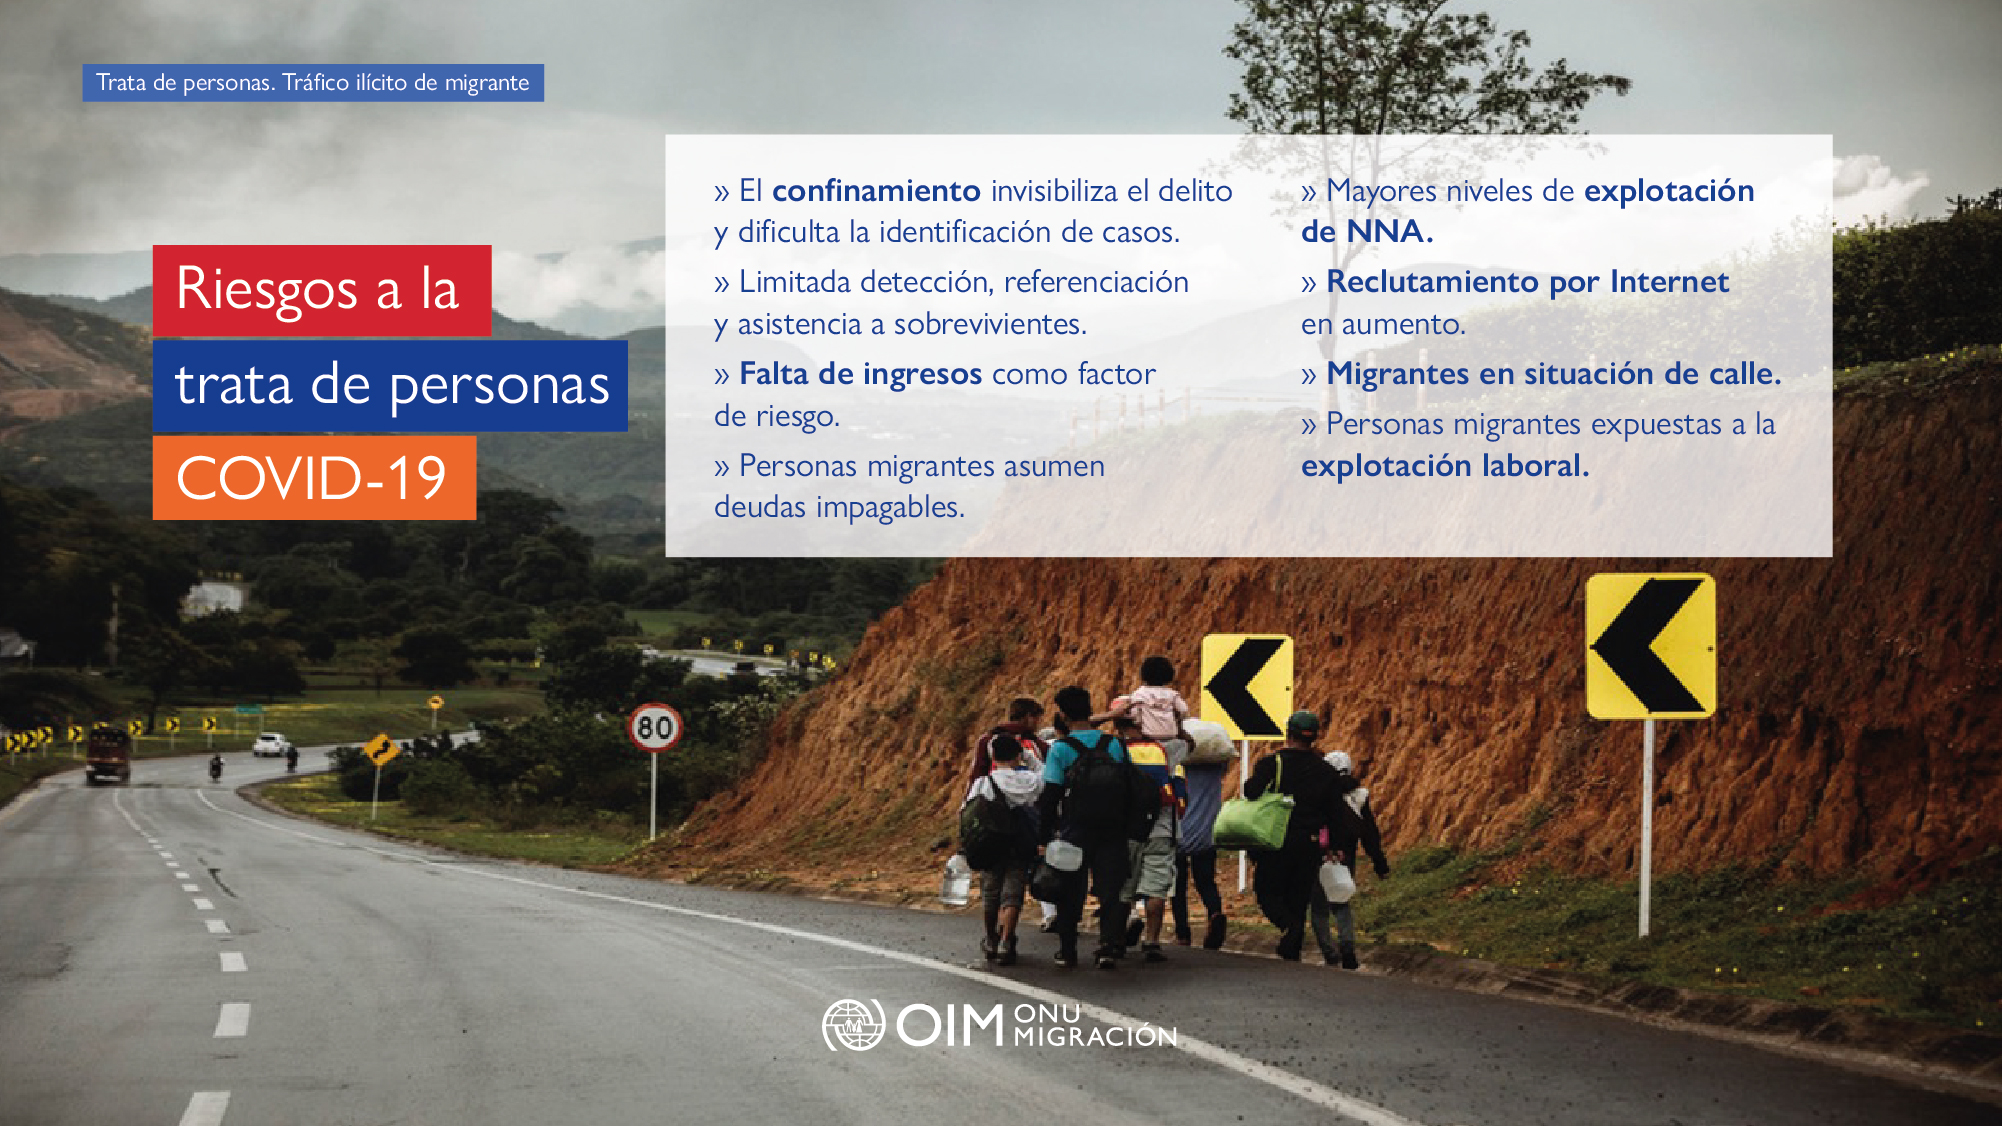 Trata de personas. Tráfico ilícito de migrante
Riesgos a la
trata de personas
COVID-19
» El confinamiento invisibiliza el delito
y dificulta la identificación de casos.
» Limitada detección, referenciación
y asistencia a sobrevivientes.
» Falta de ingresos como factor
de riesgo.
» Personas migrantes asumen
deudas impagables.
» Mayores niveles de explotación
de NNA.
» Reclutamiento por Internet
en aumento.
» Migrantes en situación de calle.
» Personas migrantes expuestas a la
explotación laboral.
80
OIM ONU
MIGRACIÓN